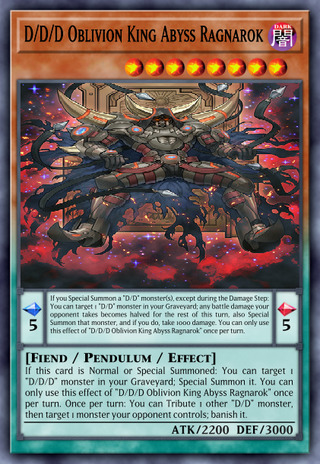 D/D/D Oblivion King Abyss Ragnarok
DARK
闇
If you Special Summon a "D/D" monster(s), except during the Damage Step:
You can target 1 "D/D" monster in your Graveyard; any battle damage your
opponent takes becomes halved for the rest of this turn, also Special
Summon that monster, and if you do, take 1000 damage. You can only use
this effect of "D/D/D Oblivion King Abyss Ragnarok" once per turn.
5
5
[Fiend / Pendulum / Effect]
If this card is Normal or Special Summoned: You can target 1
"D/D/D" monster in your Graveyard; Special Summon it. You can
only use this effect of "D/D/D Oblivion King Abyss Ragnarok" once
per turn. Once per turn: You can Tribute 1 other "D/D" monster,
then target 1 monster your opponent controls; banish it.
ATK/2200 DEF/3000